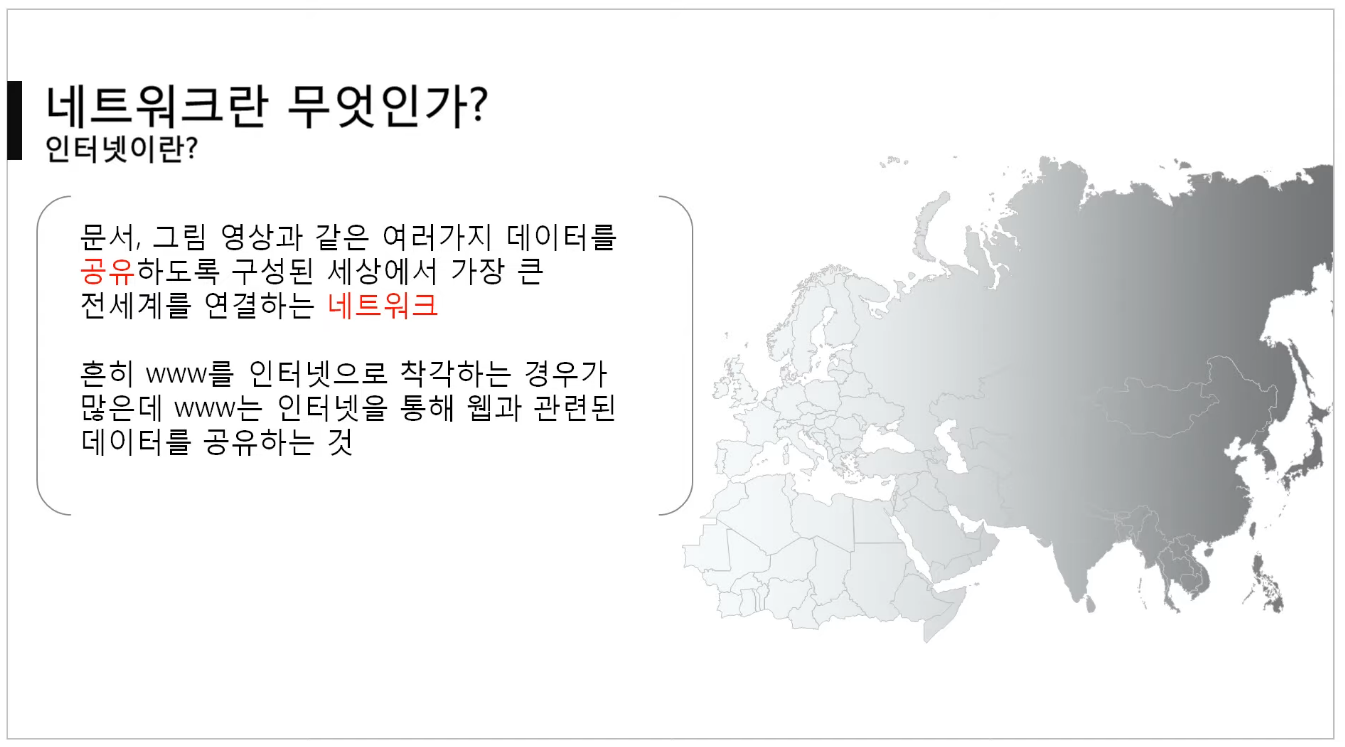 네트워크란 무엇인가?
인터넷이란?
문서, 그림 영상과 같은 여러가지 데이터를
공유하도록 구성된 세상에서 가장 큰
전세계를 연결하는 네트워크
흔히 www를 인터넷으로 착각하는 경우가
많은데 www는 인터넷을 통해 웹과 관련된
데이터를 공유하는 것